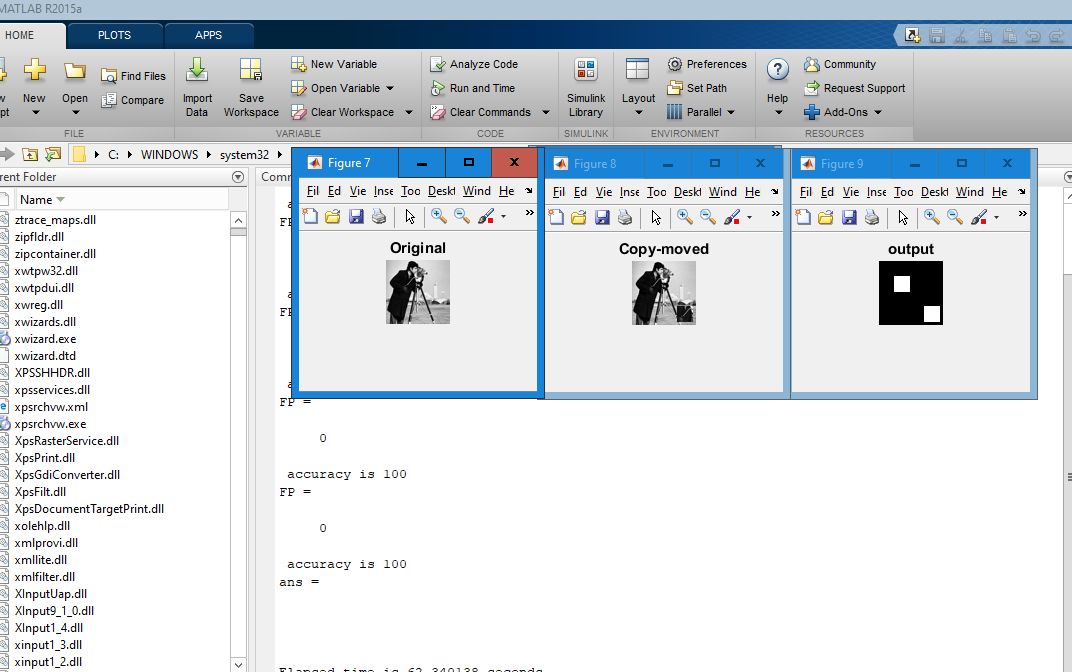 MATLAB R2015a
HOME PLOTS APPS
New Open Find Files
Compare
Import Data
Save Workspace
New Variable
Open Variable
Clear Workspace
Analyze Code
Run and Time
Clear Commands
Simulink Library
Layout
Preferences
Set Path
Parallel
Help
Community
Request Support
Add-Ons
FILE VARIABLE CODE SIMULINK ENVIRONMENT RESOURCES
C: WINDOWS system32
rent Folder
Comm
Name
ztrace_maps.dll
zipfldr.dll
zipcontainer.dll
xwtpw32.dll
xwtpdui.dll
xwreg.dll
xwizards.dll
xwizard.exe
xwizard.dtd
XPSSHHDR.dll
xpsservices.dll
xpsrchvw.xml
xpsrchvw.exe
XpsRasterService.dll
XpsPrint.dll
XpsGdiConverter.dll
XpsFilt.dll
XpsDocumentTargetPrint.dll
xolehlp.dll
xmlprovi.dll
xmllite.dll
xmlfilter.dll
XInputUap.dll
XInput9_1_0.dll
XInput1_4.dll
xinput1_3.dll
xinput1_2.dll
Figure 7
Fil Ed Vie Inse Too Deskt Wind He
Original
Figure 8
Fil Ed Vie Inse Too Deskt Wind He
Copy-moved
Figure 9
Fil Ed Vie Inse Too Deskt Wind He
output
FP =
0
accuracy is 100
FP =
0
accuracy is 100
ans =
Elapsed time is 62.340138 seconds